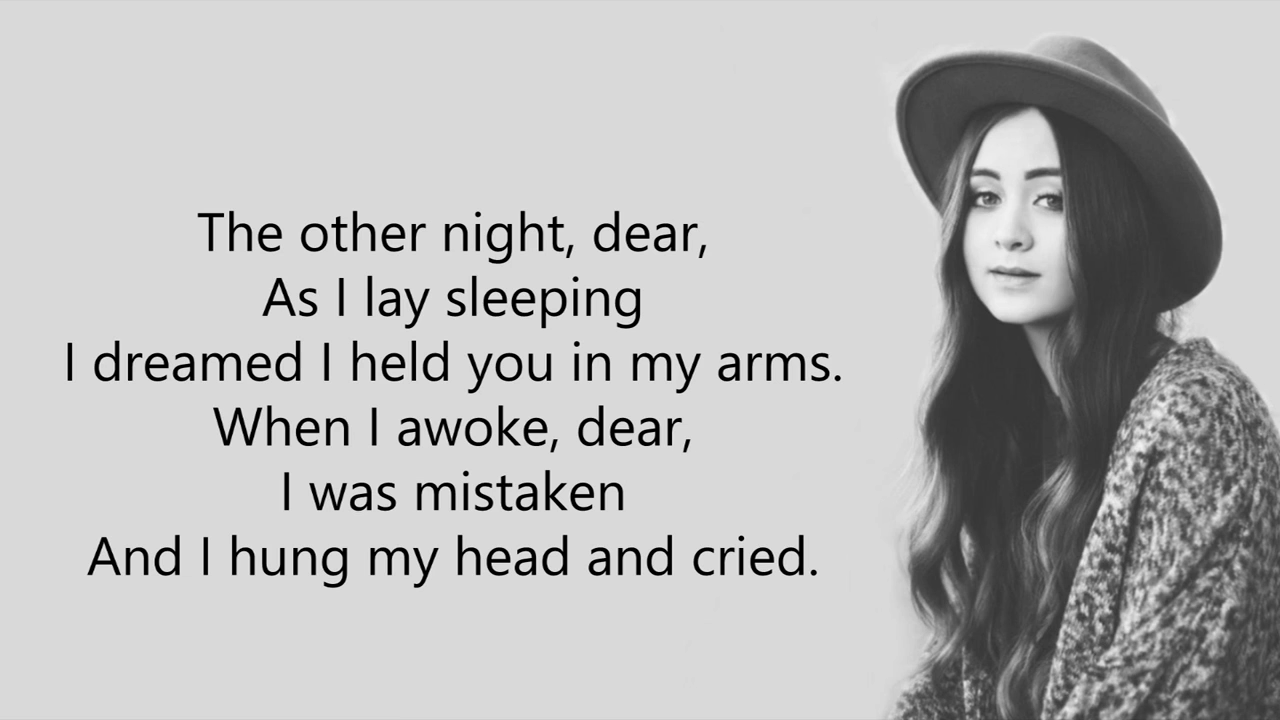 The other night, dear,
As I lay sleeping
I dreamed I held you in my arms.
When I awoke, dear,
I was mistaken
And I hung my head and cried.